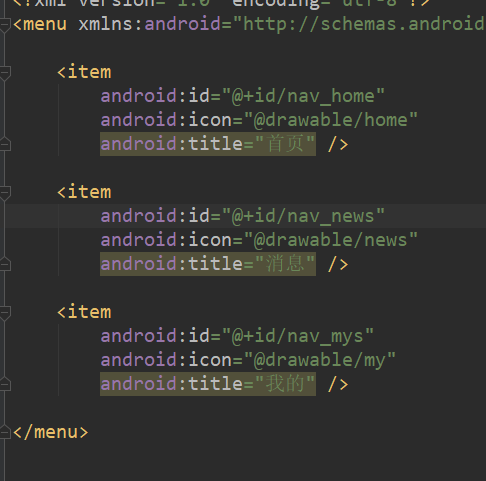 <?xml version="1.0" encoding="utf-8"?>
<menu xmlns:android="http://schemas.android
<item
android:id="@+id/nav_home"
android:icon="@drawable/home"
android:title="首页" />
<item
android:id="@+id/nav_news"
android:icon="@drawable/news"
android:title="消息" />
<item
android:id="@+id/nav_mys"
android:icon="@drawable/my"
android:title="我的" />
</menu>